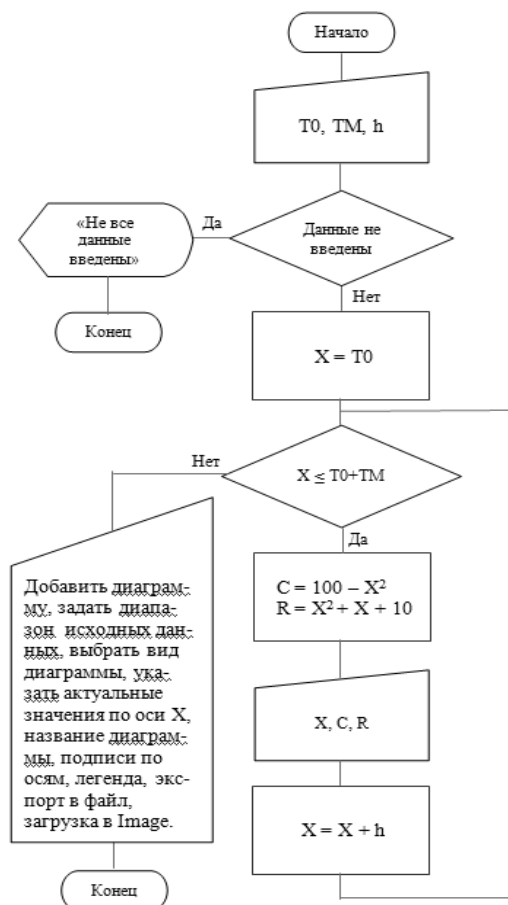 Начало
T0, TM, h
Данные не
введены
Да
«Не все
данные
введены»
Конец
Нет
X = T0
X ≤ T0+TM
Нет
Да
Добавить диаграм-
му, задать диапа-
зон исходных дан-
ных, выбрать вид
диаграммы, ука-
зать актуальные
значения по оси X,
название диаграм-
мы, подписи по
осям, легенда, экс-
порт в файл,
загрузка в Image.
Конец
C = 100 – X²
R = X² + X + 10
X, C, R
X = X + h